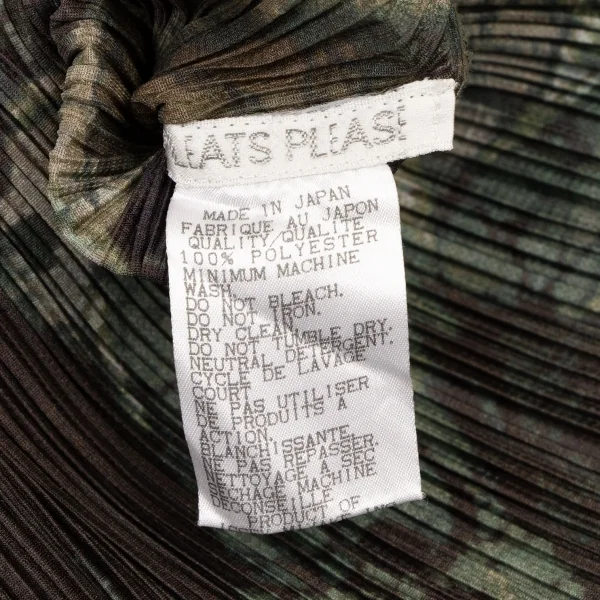 LEATS PLEASE
MADE IN JAPAN
FABRIQUE AU JAPON
QUALITY/QUALITE
100% POLYESTER
MINIMUM MACHINE
WASH.
DO NOT BLEACH.
DO NOT IRON.
DRY CLEAN.
DO NOT TUMBLE DRY.
NEUTRAL DETERGENT.
CYCLE DE LAVAGE
COURT
NE PAS UTILISER
DE PRODUITS A
ACTION
BLANCHISSANTE.
NE PAS REPASSER.
NETTOYAGE A SEC
SECHAGE MACHINE
DECONSEILLE
PRODUCT OF